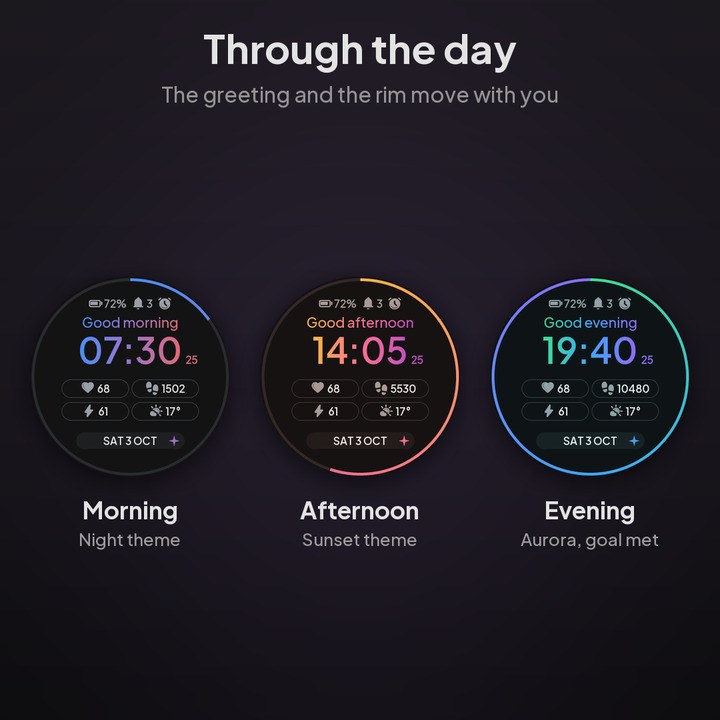 Through the day
The greeting and the rim move with you
72% 3
Good morning
07:30 25
68 1502
61 17°
SAT 3 OCT
72% 3
Good afternoon
14:05 25
68 5530
61 17°
SAT 3 OCT
72% 3
Good evening
19:40 25
68 10480
61 17°
SAT 3 OCT
Morning
Night theme
Afternoon
Sunset theme
Evening
Aurora, goal met